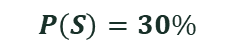 P(S) = 30%